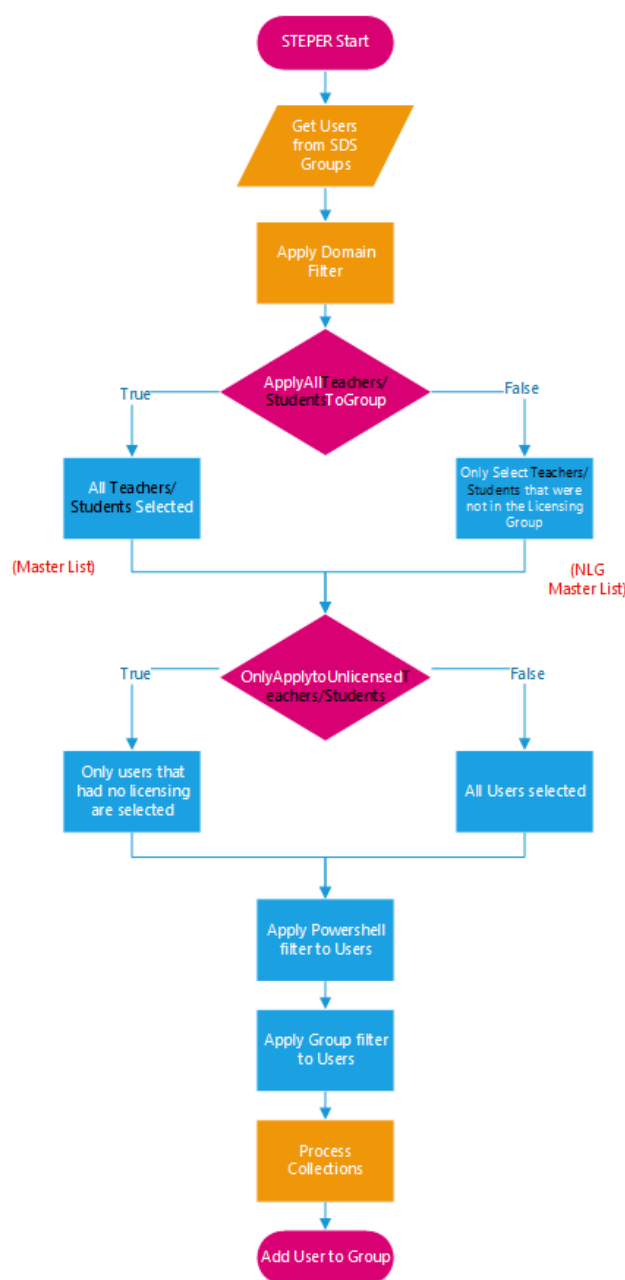 STEPER Start
Get Users
from SDS
Groups
Apply Domain
Filter
ApplyAllTeachers/
StudentsToGroup
True
False
All Teachers/
Students Selected
Only Select Teachers/
Students that were
not in the Licensing
Group
(Master List)
(NLG
Master List)
OnlyApplytoUnlicensedT
eachers/Students
True
False
Only users that
had no licensing
are selected
All Users selected
Apply Powershell
filter to Users
Apply Group filter
to Users
Process
Collections
Add User to Group